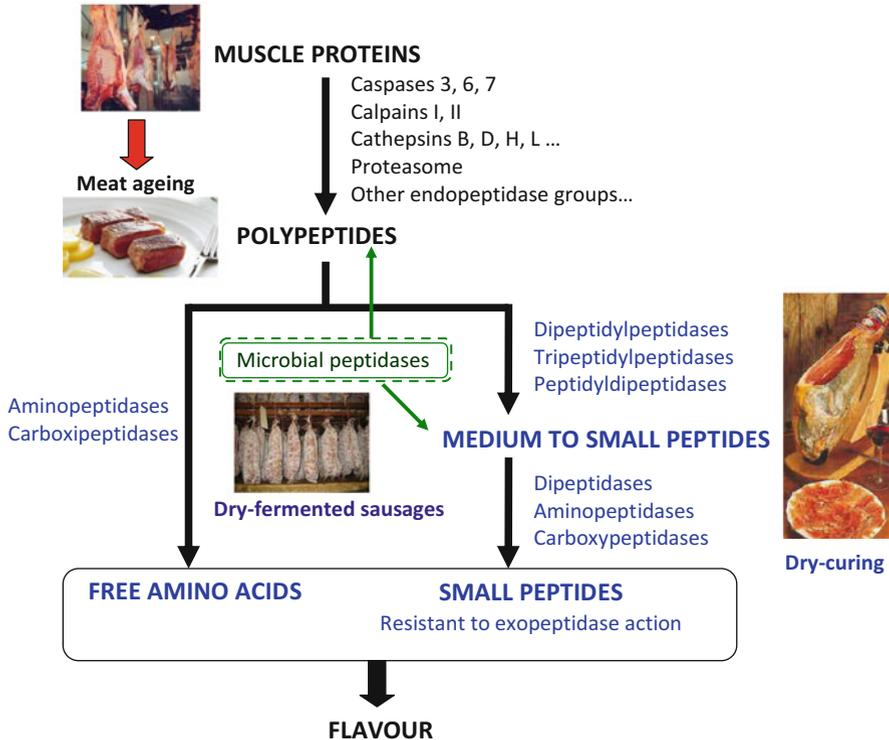 MUSCLE PROTEINS
Caspases 3, 6, 7
Calpains I, II
Cathepsins B, D, H, L ...
Proteasome
Other endopeptidase groups...
Meat ageing
POLYPEPTIDES
Dipeptidylpeptidases
Tripeptidylpeptidases
Peptidyldipeptidases
Microbial peptidases
Aminopeptidases
Carboxipeptidases
MEDIUM TO SMALL PEPTIDES
Dipeptidases
Aminopeptidases
Carboxypeptidases
Dry-fermented sausages
Dry-curing
FREE AMINO ACIDS
SMALL PEPTIDES
Resistant to exopeptidase action
FLAVOUR